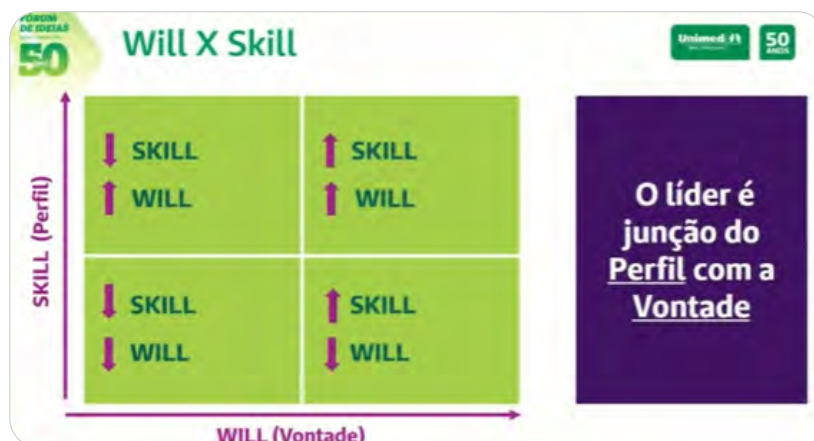 FÓRUM
DE IDEIAS
50
Will X Skill
Unimed
50
ANOS
SKILL (Perfil)
SKILL
WILL
SKILL
WILL
SKILL
WILL
SKILL
WILL
WILL (Vontade)
O líder é
junção do
Perfil com a
Vontade